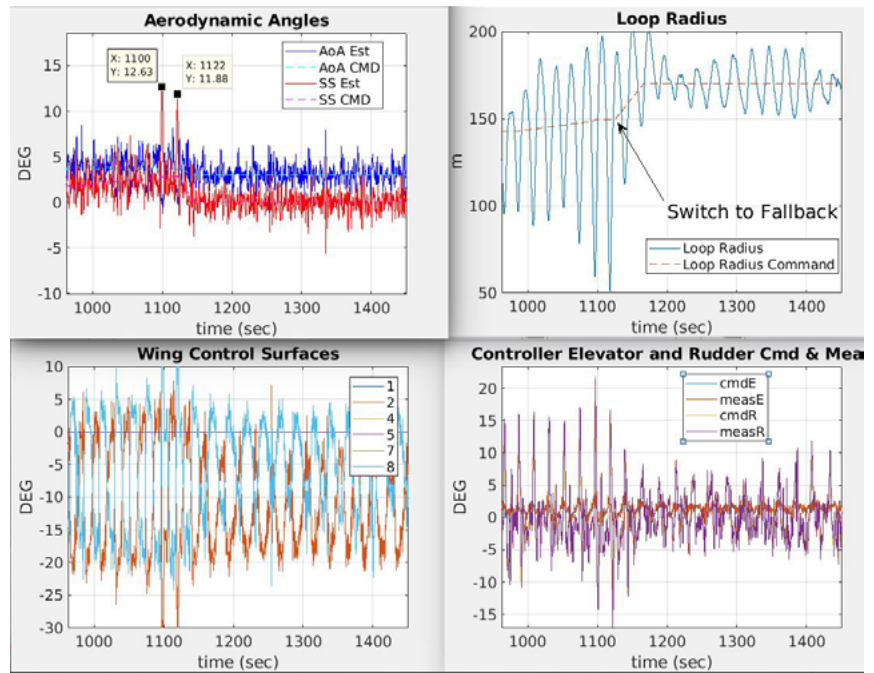 Aerodynamic Angles
15
10
5
0
-5
-10
DEG
1000 1100 1200 1300 1400
time (sec)
X: 1100
Y: 12.63
X: 1122
Y: 11.88
AoA Est
AoA CMD
SS Est
SS CMD
Loop Radius
200
150
100
50
m
1000 1100 1200 1300 1400
time (sec)
Switch to Fallback
Loop Radius
Loop Radius Command
Wing Control Surfaces
10
5
0
-5
-10
-15
-20
-25
-30
DEG
1000 1100 1200 1300 1400
time (sec)
1
2
4
5
7
8
Controller Elevator and Rudder Cmd & Mea
20
15
10
5
0
-5
-10
-15
DEG
1000 1100 1200 1300 1400
time (sec)
cmdE
measE
cmdR
measR